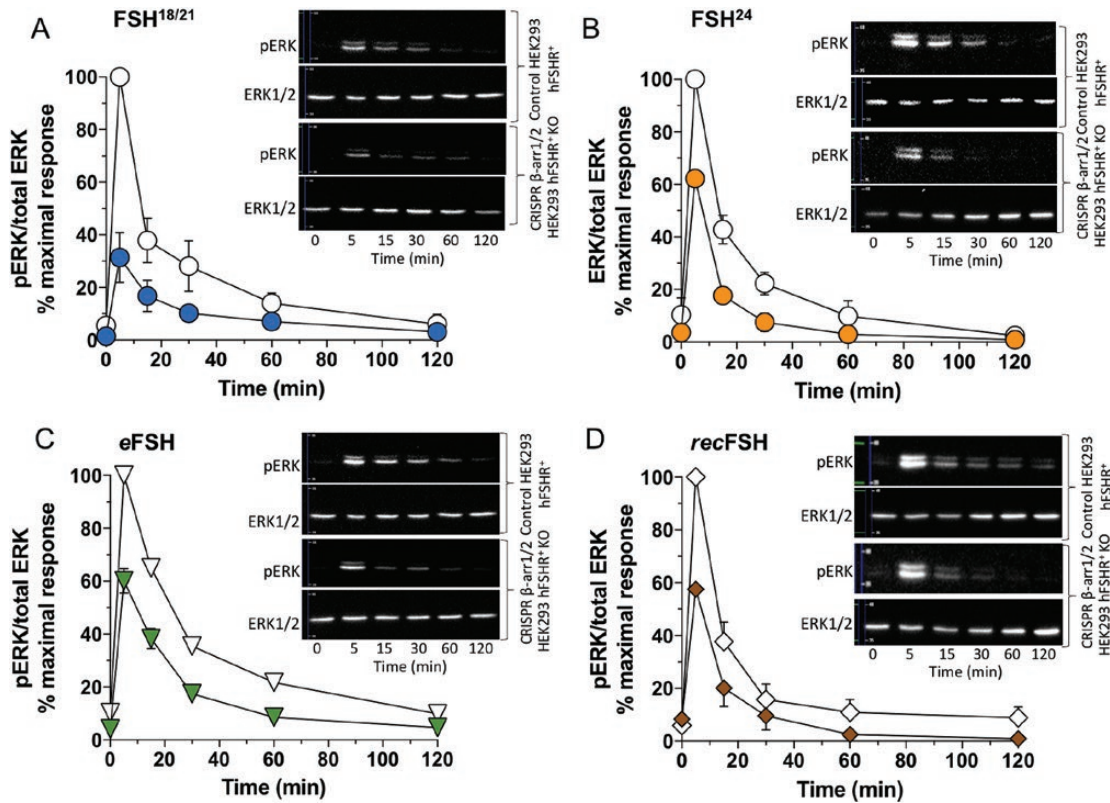 A
FSH18/21
pERK
ERK1/2
pERK
ERK1/2
Control HEK293
hFSHR+
CRISPR β-arr1/2
HEK293 hFSHR+ KO
0 5 15 30 60 120
Time (min)
pERK/total ERK
% maximal response
100
80
60
40
20
0
0 20 40 60 80 100 120
Time (min)
B
FSH24
pERK
ERK1/2
pERK
ERK1/2
Control HEK293
hFSHR+
CRISPR β-arr1/2
HEK293 hFSHR+ KO
0 5 15 30 60 120
Time (min)
ERK/total ERK
% maximal response
100
80
60
40
20
0
0 20 40 60 80 100 120
Time (min)
C
eFSH
pERK
ERK1/2
pERK
ERK1/2
Control HEK293
hFSHR+
CRISPR β-arr1/2
HEK293 hFSHR+ KO
0 5 15 30 60 120
Time (min)
pERK/total ERK
% maximal response
100
80
60
40
20
0
0 20 40 60 80 100 120
Time (min)
D
recFSH
pERK
ERK1/2
pERK
ERK1/2
Control HEK293
hFSHR+
CRISPR β-arr1/2
HEK293 hFSHR+ KO
0 5 15 30 60 120
Time (min)
pERK/total ERK
% maximal response
100
80
60
40
20
0
0 20 40 60 80 100 120
Time (min)